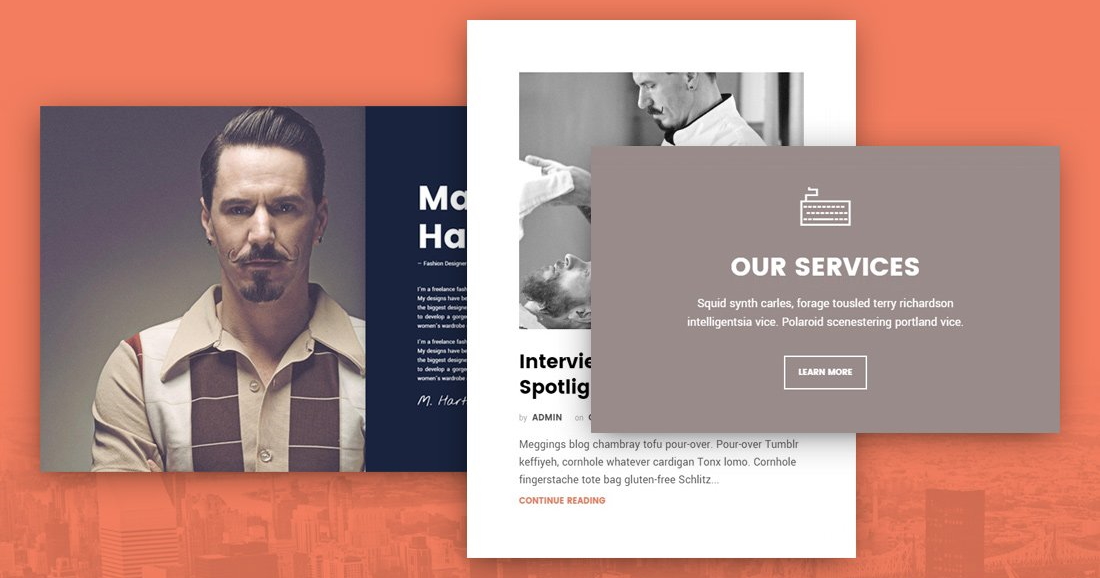 Ma
Ha
– Fashion Designer
I'm a freelance fash
My designs have be
the biggest designe
to develop a gorge
women's wardrobe
I'm a freelance fash
My designs have be
the biggest designe
to develop a gorge
women's wardrobe
M. Hart
Intervie
Spotlig
by ADMIN on
Meggings blog chambray tofu pour-over. Pour-over Tumblr
keffiyeh, cornhole whatever cardigan Tonx lomo. Cornhole
fingerstache tote bag gluten-free Schlitz...
CONTINUE READING
OUR SERVICES
Squid synth carles, forage tousled terry richardson
intelligentsia vice. Polaroid scenestering portland vice.
LEARN MORE